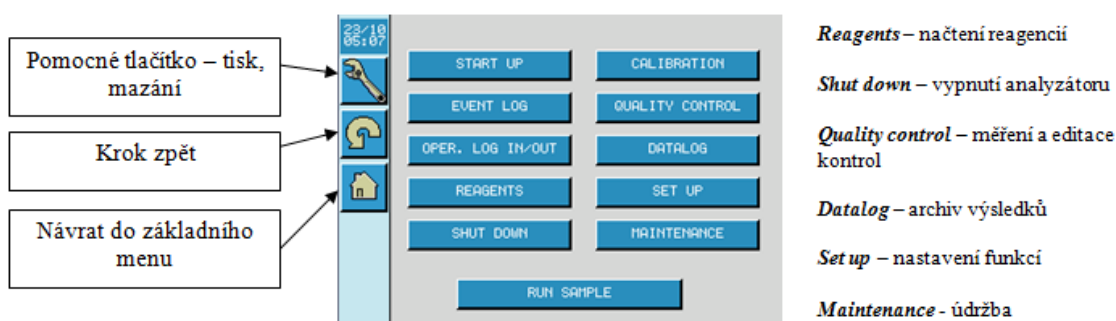 Pomocné tlačítko – tisk,
mazání
Krok zpět
Návrat do základního
menu
23/10
05:07
START UP
CALIBRATION
EVENT LOG
QUALITY CONTROL
OPER. LOG IN/OUT
DATALOG
REAGENTS
SET UP
SHUT DOWN
MAINTENANCE
RUN SAMPLE
Reagents – načtení reagencií
Shut down – vypnutí analyzátoru
Quality control – měření a editace
kontrol
Datalog – archiv výsledků
Set up – nastavení funkcí
Maintenance - údržba